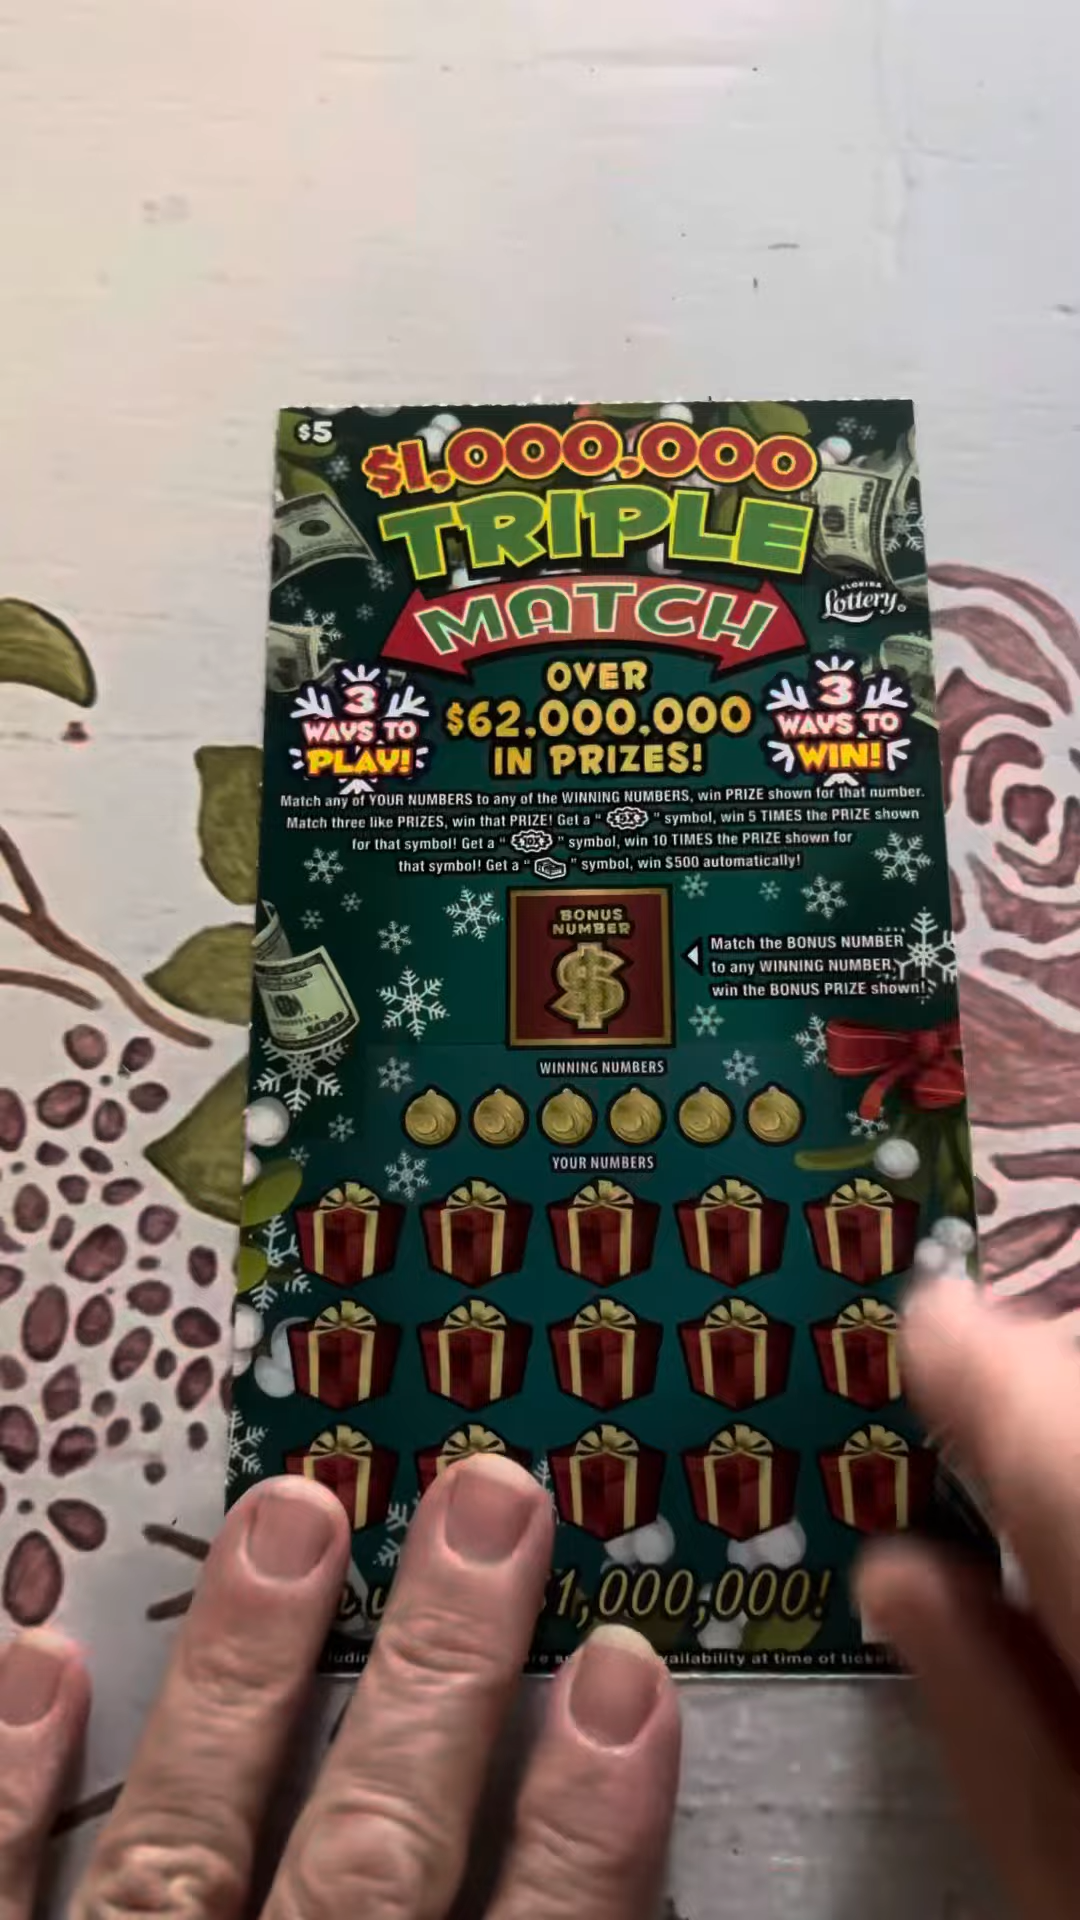 $5
$1,000,000
TRIPLE
MATCH
FLORIDA
Lottery
OVER
$62,000,000
IN PRIZES!
3
WAYS TO
PLAY!
3
WAYS TO
WIN!
Match any of YOUR NUMBERS to any of the WINNING NUMBERS, win PRIZE shown for that number.
Match three like PRIZES, win that PRIZE! Get a " 5X " symbol, win 5 TIMES the PRIZE shown
for that symbol! Get a " 10X " symbol, win 10 TIMES the PRIZE shown for
that symbol! Get a " " symbol, win $500 automatically!
BONUS
NUMBER
$
Match the BONUS NUMBER
to any WINNING NUMBER,
win the BONUS PRIZE shown!
100
100
WINNING NUMBERS
YOUR NUMBERS
$1,000,000!
availability at time of ticket